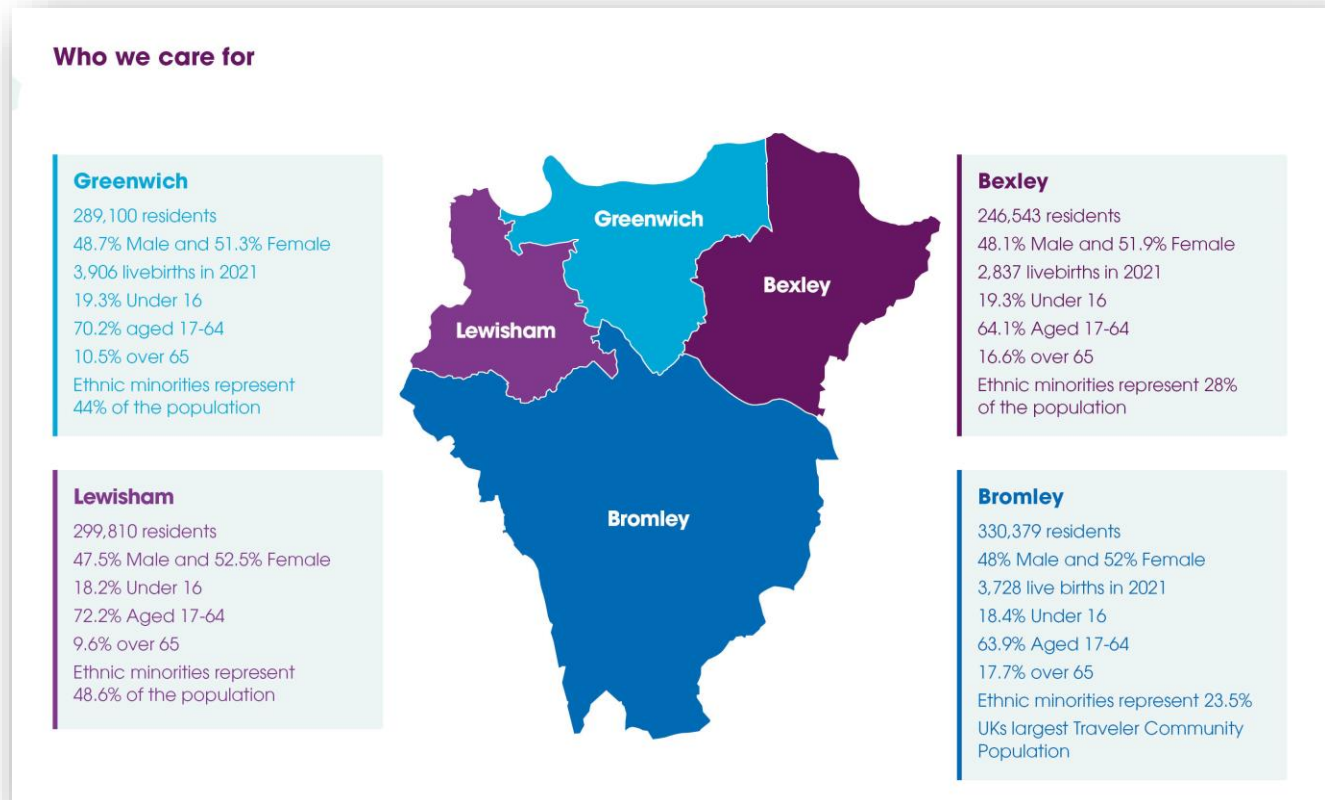 Who we care for
Greenwich
289,100 residents
48.7% Male and 51.3% Female
3,906 livebirths in 2021
19.3% Under 16
70.2% aged 17-64
10.5% over 65
Ethnic minorities represent
44% of the population
Lewisham
299,810 residents
47.5% Male and 52.5% Female
18.2% Under 16
72.2% Aged 17-64
9.6% over 65
Ethnic minorities represent
48.6% of the population
Greenwich
Bexley
Lewisham
Bromley
Bexley
246,543 residents
48.1% Male and 51.9% Female
2,837 livebirths in 2021
19.3% Under 16
64.1% Aged 17-64
16.6% over 65
Ethnic minorities represent 28%
of the population
Bromley
330,379 residents
48% Male and 52% Female
3,728 live births in 2021
18.4% Under 16
63.9% Aged 17-64
17.7% over 65
Ethnic minorities represent 23.5%
UKs largest Traveler Community
Population